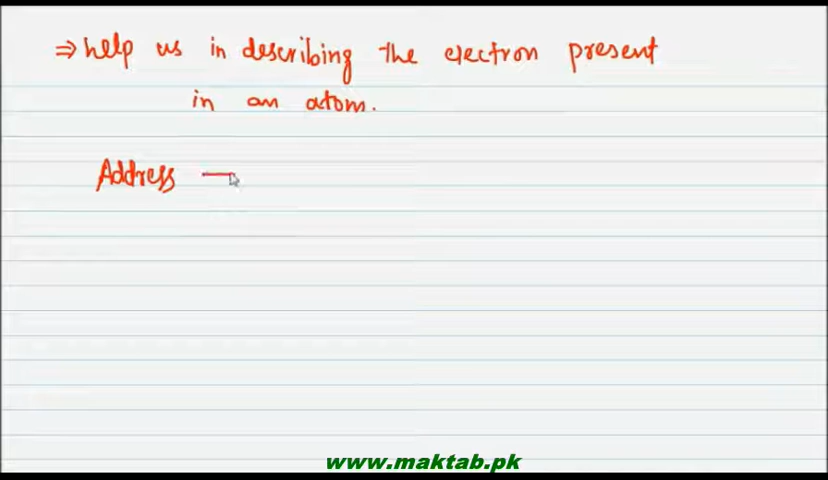 ⇒ help us in describing the electron present
in an atom.
Address →
www.maktab.pk